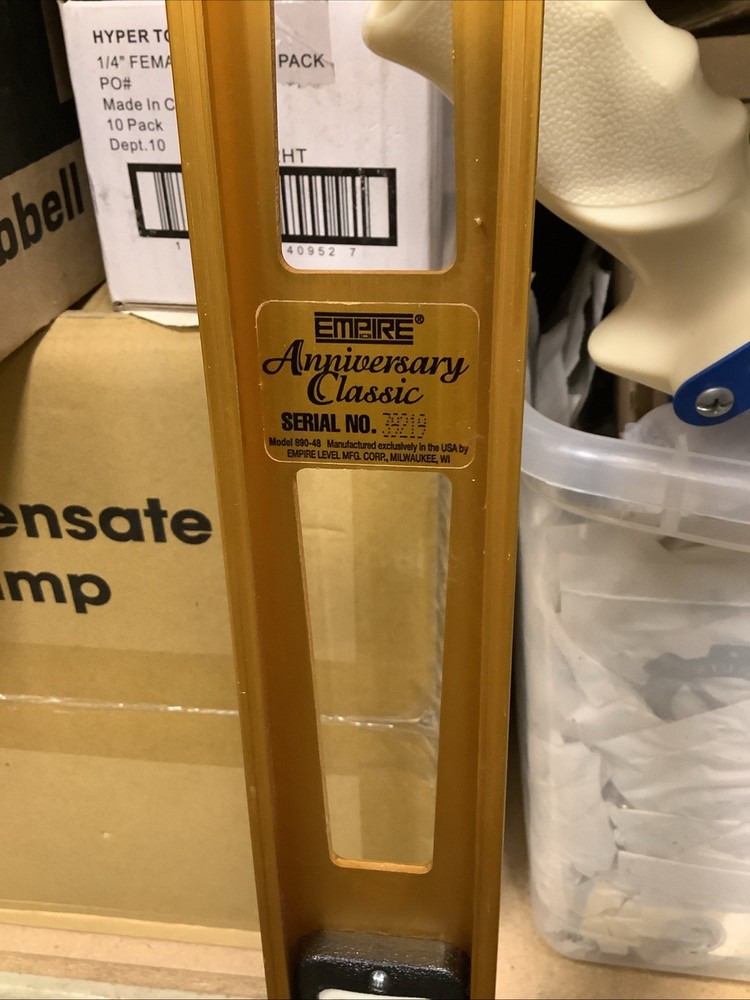 HYPER TO
1/4" FEMA PACK
PO#
Made In C
10 Pack
Dept.10
HT
1 40952 7
bbell
EMPIRE®
Anniversary
Classic
SERIAL NO. 39219
Model 890-48 Manufactured exclusively in the USA by
EMPIRE LEVEL MFG. CORP., MILWAUKEE, WI
ensate
mp